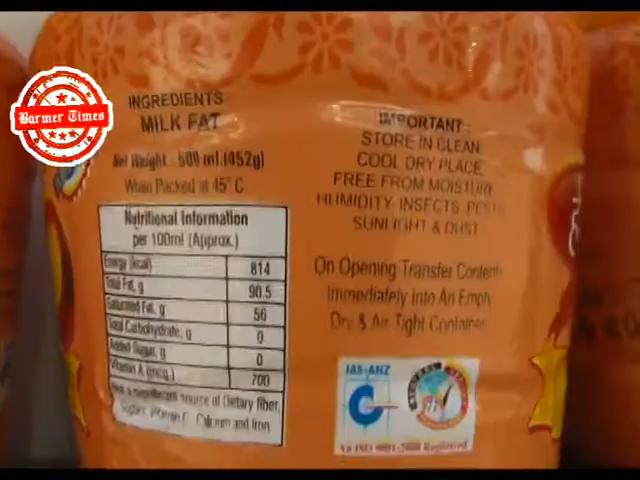 Barmer Times
INGREDIENTS
MILK FAT
Net Weight - 500 ml.(452g)
When Packed at 45°C
Nutritional Information
per 100ml (Approx.)
Energy (kcal) 814
Total Fat, g 90.5
Saturated Fat, g 56
Total Carbohydrate, g 0
Added Sugar, g 0
Vitamin A (mcg.) 700
Not a significant source of Dietary fiber,
Sugars, Vitamin C, Calcium and Iron
IMPORTANT :
STORE IN CLEAN
COOL DRY PLACE
FREE FROM MOISTURE
HUMIDITY INSECTS PESTS
SUNLIGHT & DUST
On Opening Transfer Contents
Immediately Into An Empty
Dry & Air Tight Container
JAS-ANZ
An ISO 9001:2008 Registered